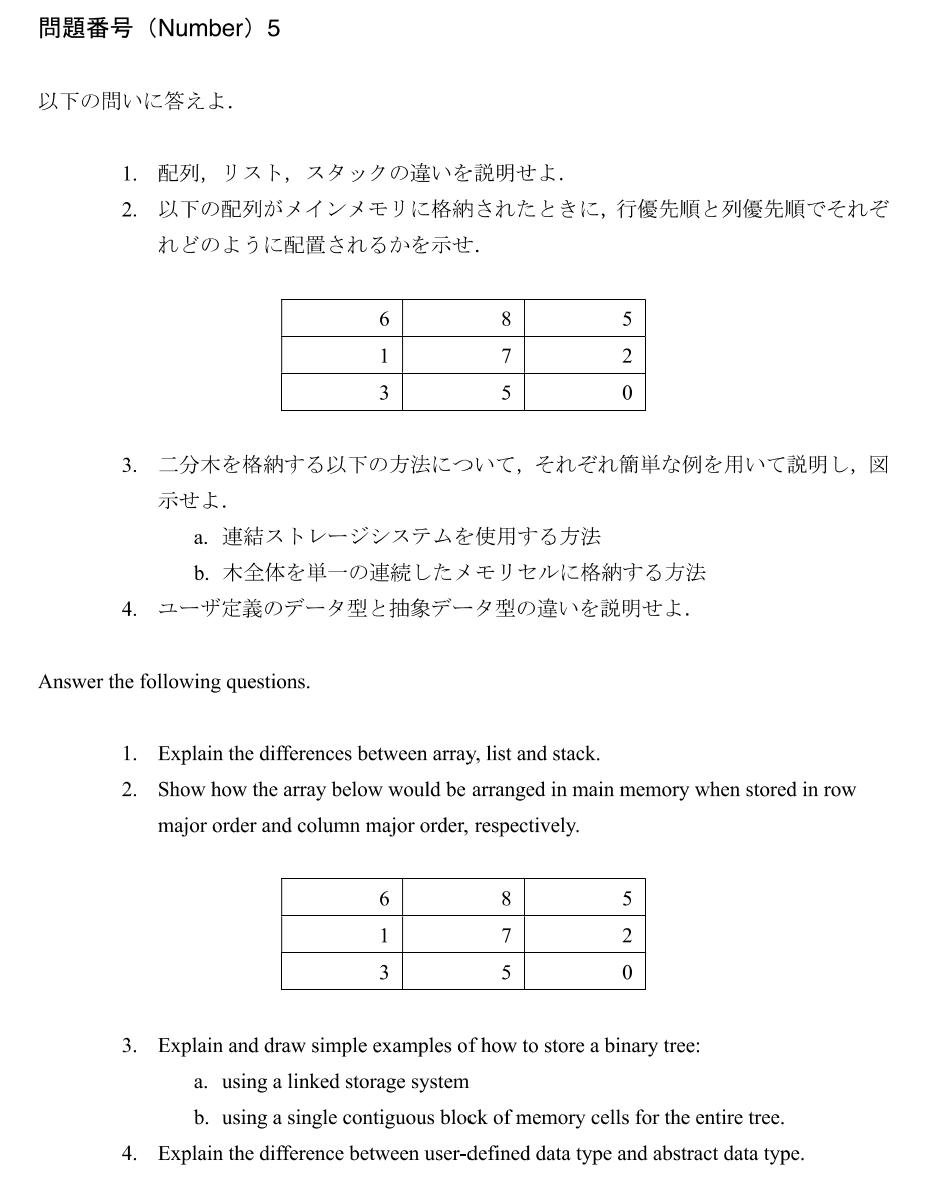 問題番号（Number）5
以下の問いに答えよ．
1. 配列，リスト，スタックの違いを説明せよ．
2. 以下の配列がメインメモリに格納されたときに，行優先順と列優先順でそれぞ
れどのように配置されるかを示せ．
6 8 5
1 7 2
3 5 0
3. 二分木を格納する以下の方法について，それぞれ簡単な例を用いて説明し，図
示せよ．
a. 連結ストレージシステムを使用する方法
b. 木全体を単一の連続したメモリセルに格納する方法
4. ユーザ定義のデータ型と抽象データ型の違いを説明せよ．
Answer the following questions.
1. Explain the differences between array, list and stack.
2. Show how the array below would be arranged in main memory when stored in row
major order and column major order, respectively.
6 8 5
1 7 2
3 5 0
3. Explain and draw simple examples of how to store a binary tree:
a. using a linked storage system
b. using a single contiguous block of memory cells for the entire tree.
4. Explain the difference between user-defined data type and abstract data type.